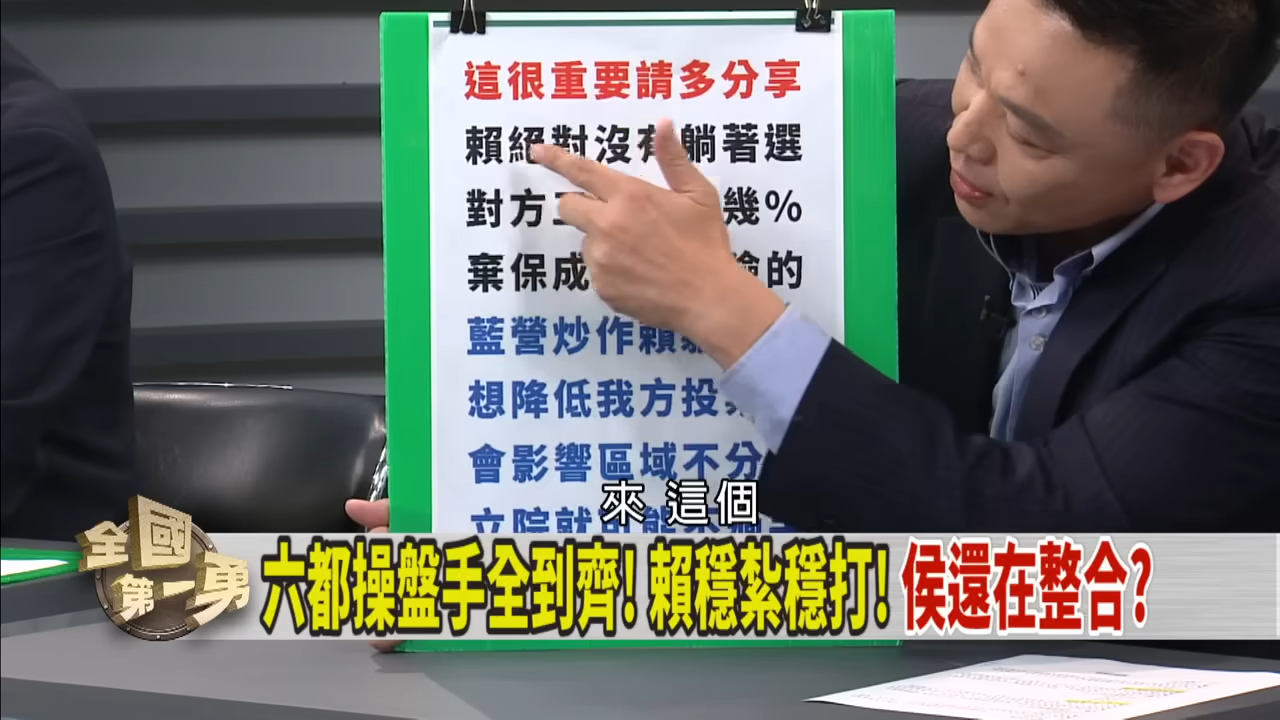 這很重要請多分享
賴絕對沒有躺著選
對方 幾%
棄保成 的
藍營炒作賴
想降低我方投
會影響區域不分
立院就可能
來 這個
全國第一勇
六都操盤手全到齊!賴穩紮穩打!侯還在整合?